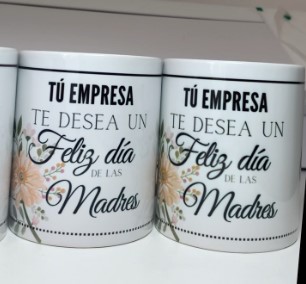 TÚ EMPRESA
TE DESEA UN
Feliz día
DE LAS
Madres
TÚ EMPRESA
TE DESEA UN
Feliz día
DE LAS
Madres